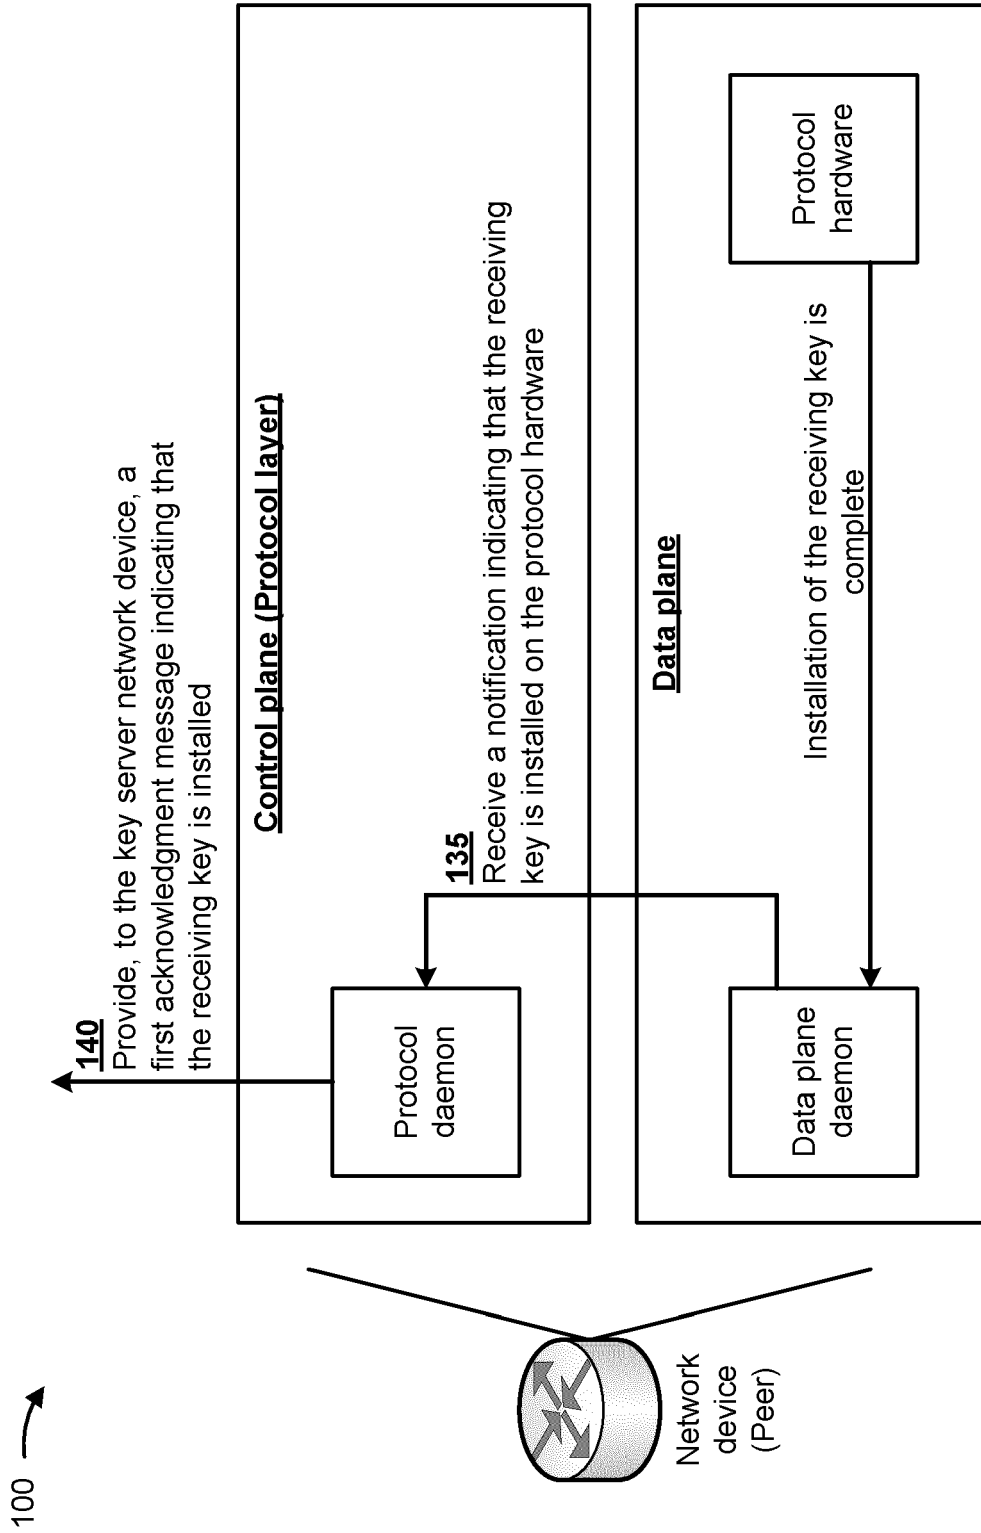 100
140
Provide, to the key server network device, a
first acknowledgment message indicating that
the receiving key is installed
Control plane (Protocol layer)
Protocol
daemon
135
Receive a notification indicating that the receiving
key is installed on the protocol hardware
Network
device
(Peer)
Data plane
Data plane
daemon
Installation of the receiving key is
complete
Protocol
hardware